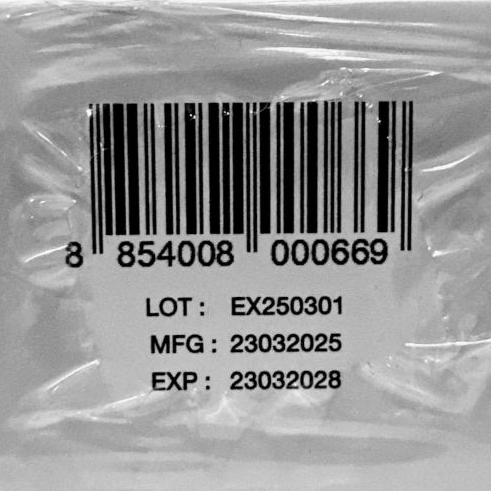 8 854008 000669
LOT : EX250301
MFG : 23032025
EXP : 23032028